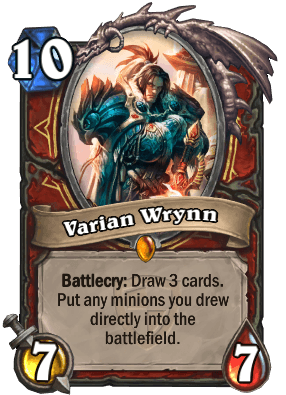 10
Varian Wrynn
Battlecry: Draw 3 cards.
Put any minions you drew
directly into the
battlefield.
7
7